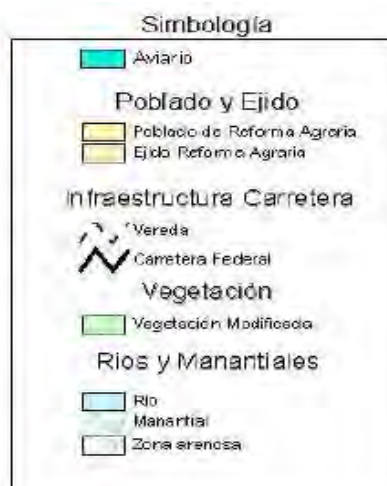 Simbología
Aviario
Poblado y Ejido
Poblado de Reforma Agraria
Ejido Reforma Agraria
Infraestructura Carretera
Vereda
Carretera Federal
Vegetación
Vegetación Modificada
Rios y Manantiales
Rio
Manantial
Zona arenosa